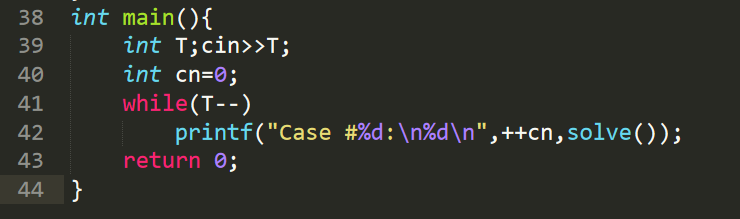 38 int main(){
39     int T;cin>>T;
40     int cn=0;
41     while(T--)
42         printf("Case #%d:\n%d\n",++cn,solve());
43     return 0;
44 }